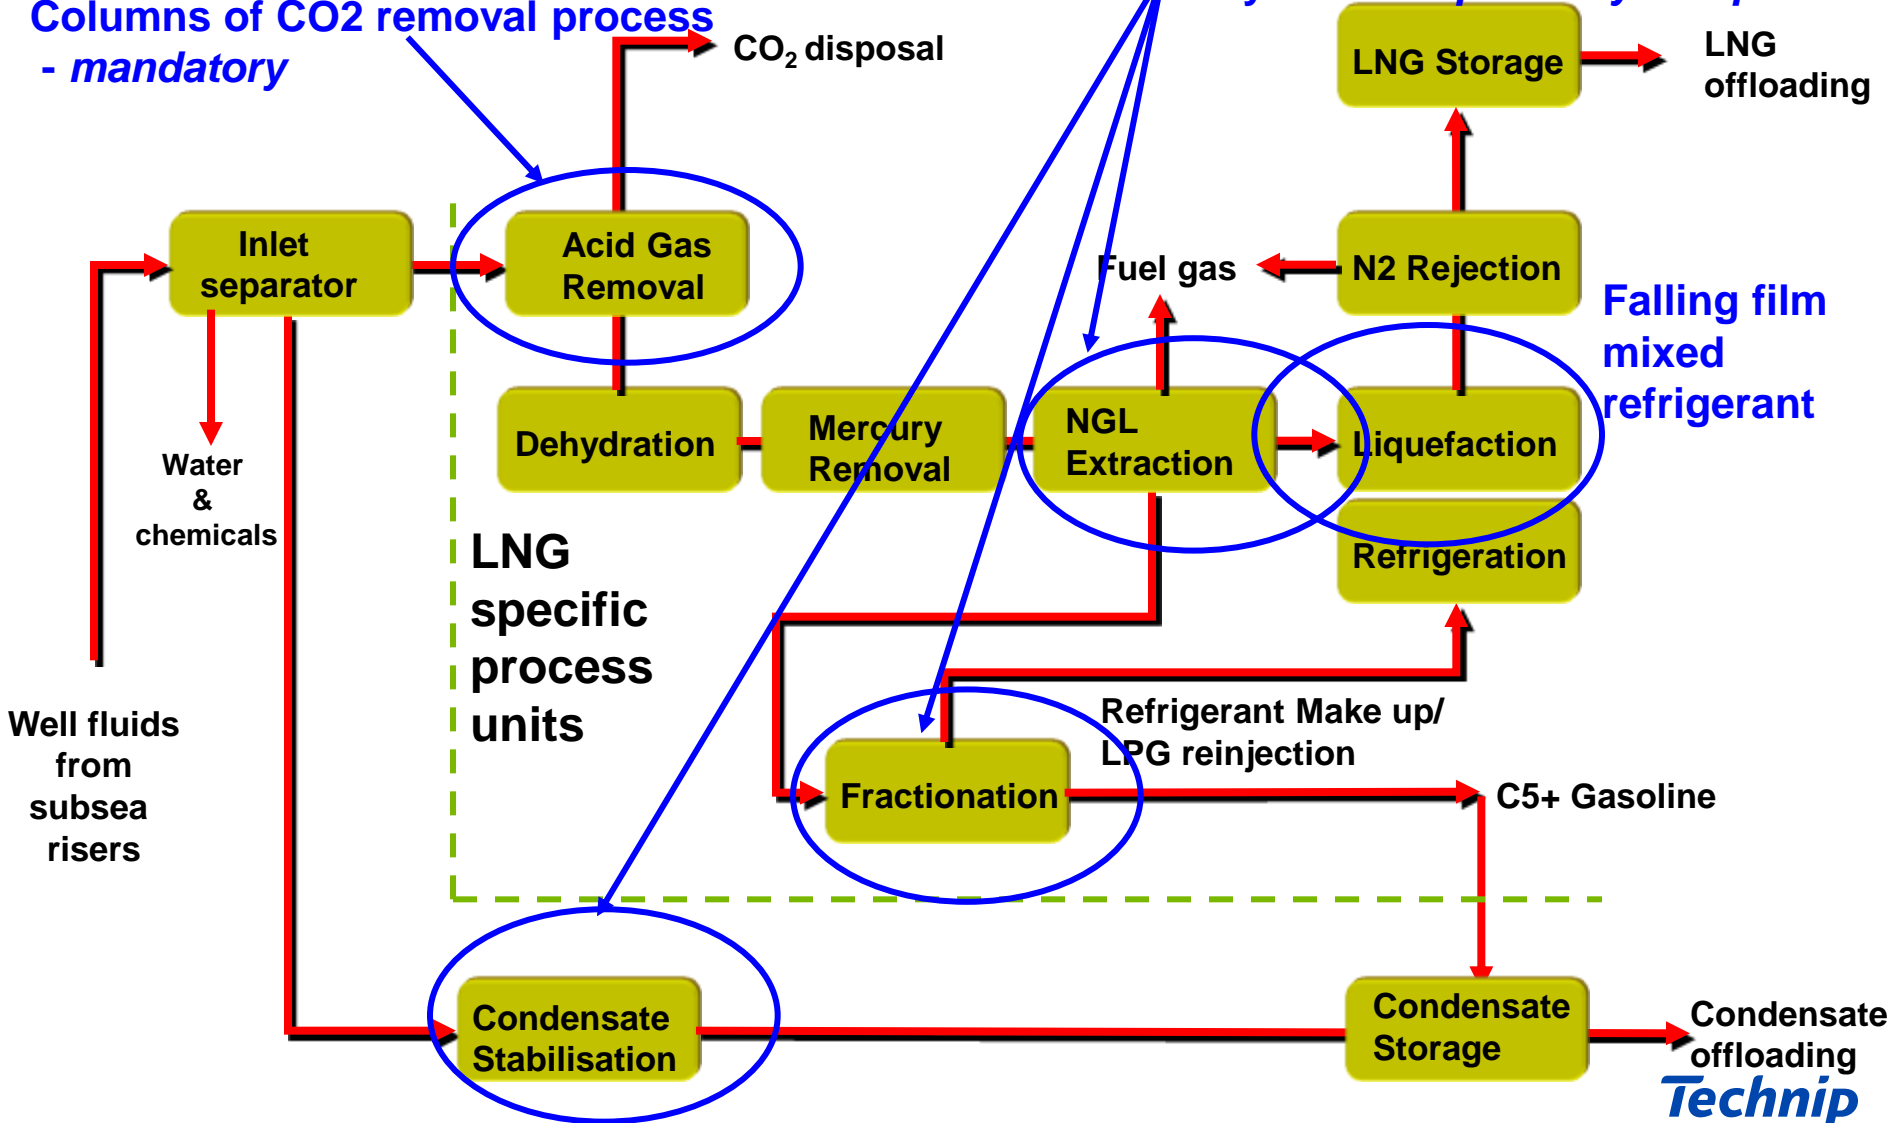 Columns of CO2 removal process
- mandatory
CO2 disposal
LNG Storage
LNG
offloading
Inlet
separator
Acid Gas
Removal
Fuel gas
N2 Rejection
Falling film
mixed
refrigerant
Dehydration
Mercury
Removal
NGL
Extraction
Liquefaction
Refrigeration
Water
&
chemicals
LNG
specific
process
units
Well fluids
from
subsea
risers
Refrigerant Make up/
LPG reinjection
Fractionation
C5+ Gasoline
Condensate
Stabilisation
Condensate
Storage
Condensate
offloading
Technip